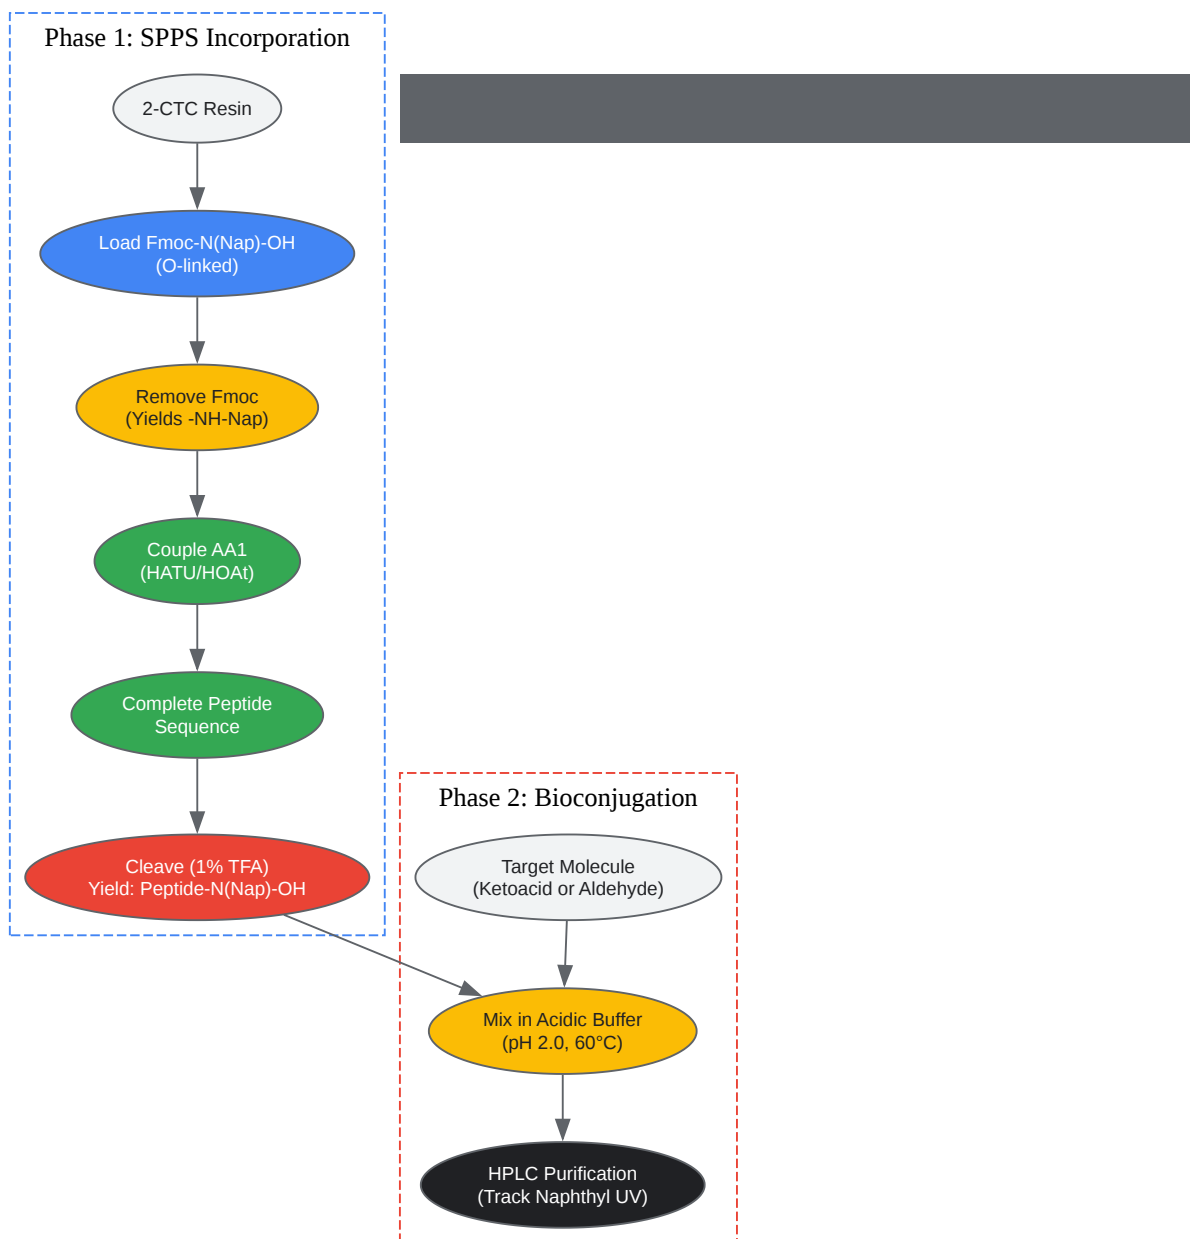 Phase 1: SPPS Incorporation
2-CTC Resin
Load Fmoc-N(Nap)-OH
(O-linked)
Remove Fmoc
(Yields -NH-Nap)
Couple AA1
(HATU/HOAt)
Complete Peptide
Sequence
Cleave (1% TFA)
Yield: Peptide-N(Nap)-OH
Phase 2: Bioconjugation
Target Molecule
(Ketoacid or Aldehyde)
Mix in Acidic Buffer
(pH 2.0, 60°C)
HPLC Purification
(Track Naphthyl UV)